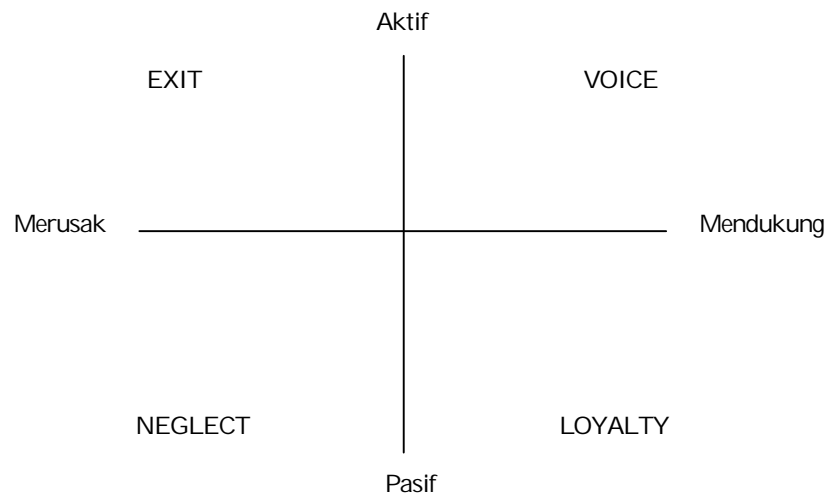 Aktif
EXIT VOICE
Merusak Mendukung
NEGLECT LOYALTY
Pasif